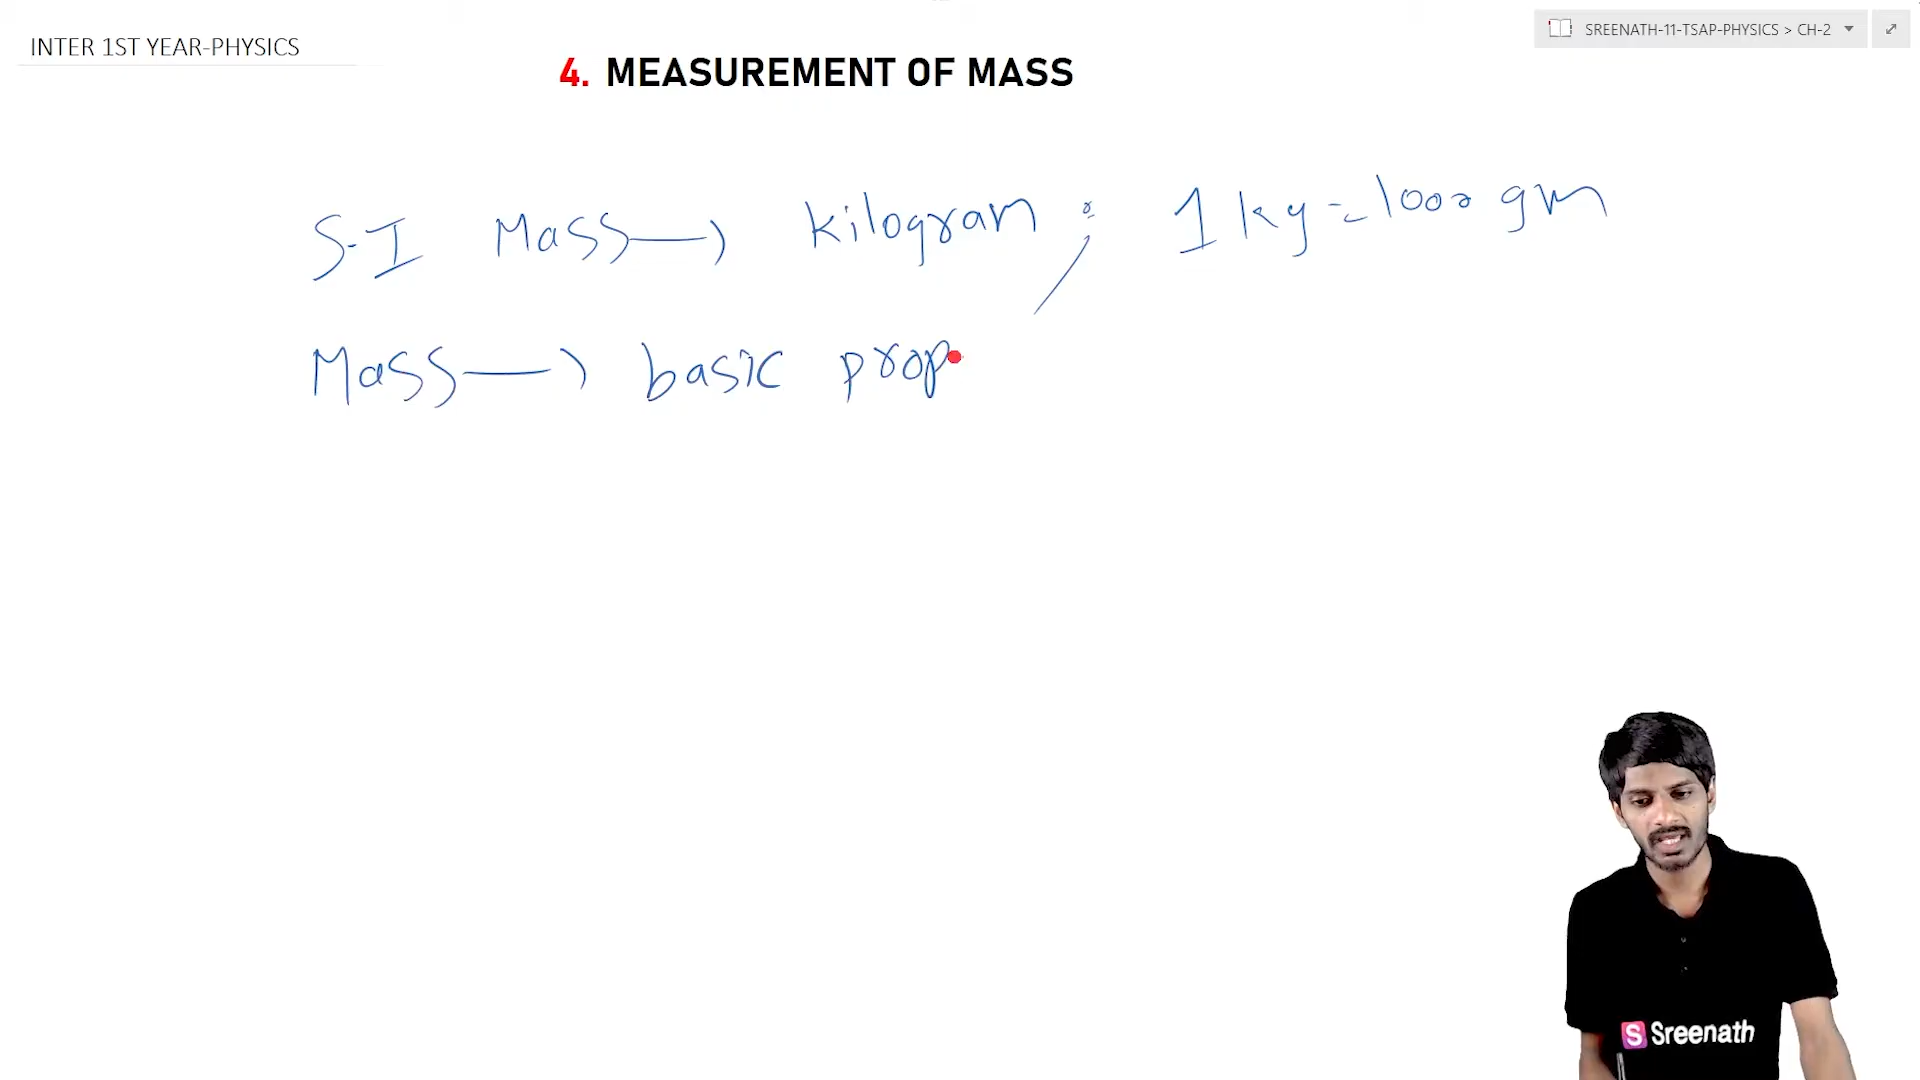 INTER 1ST YEAR-PHYSICS
SREENATH-11-TSAP-PHYSICS > CH-2
4. MEASUREMENT OF MASS
S.I Mass → kilogram ; 1 kg = 1000 gm
Mass → basic prop
S Sreenath